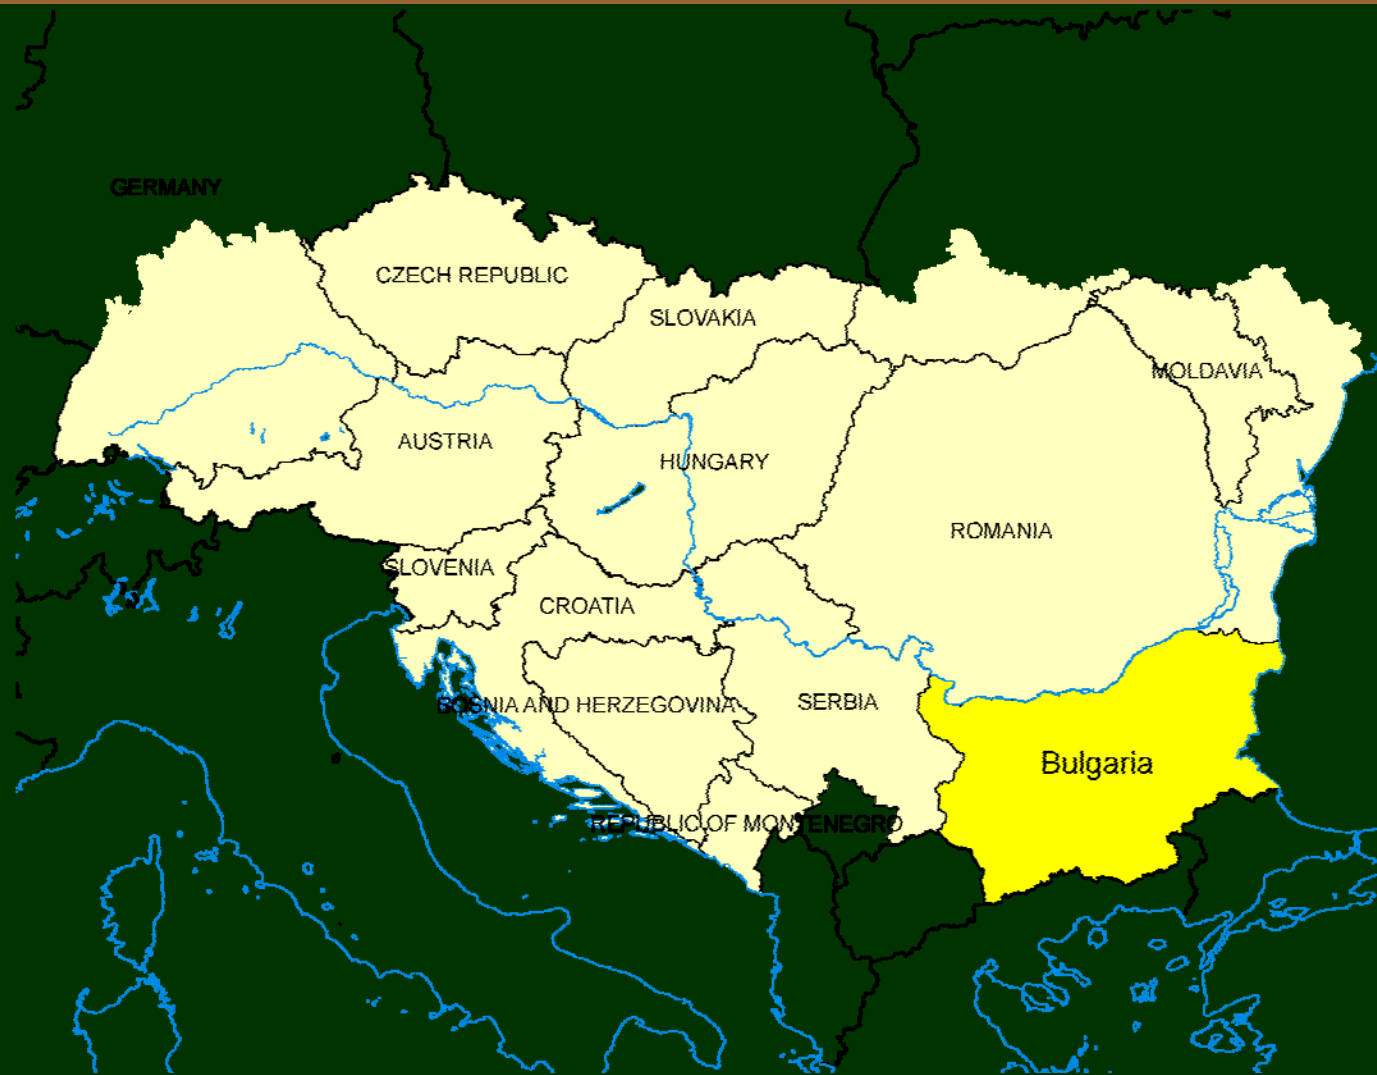 GERMANY
CZECH REPUBLIC
SLOVAKIA
MOLDAVIA
AUSTRIA
HUNGARY
ROMANIA
SLOVENIA
CROATIA
BOSNIA AND HERZEGOVINA
SERBIA
Bulgaria
REPUBLIC OF MONTENEGRO